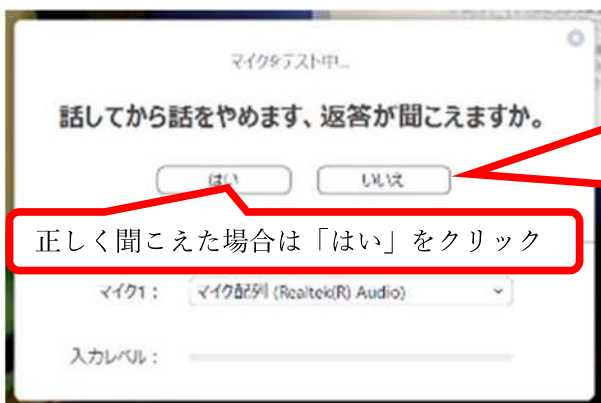 マイクをテスト中...
話してから話をやめます、返答が聞こえますか。
はい いいえ
正しく聞こえた場合は「はい」をクリック
マイク1： マイク配列 (Realtek(R) Audio)
入力レベル：